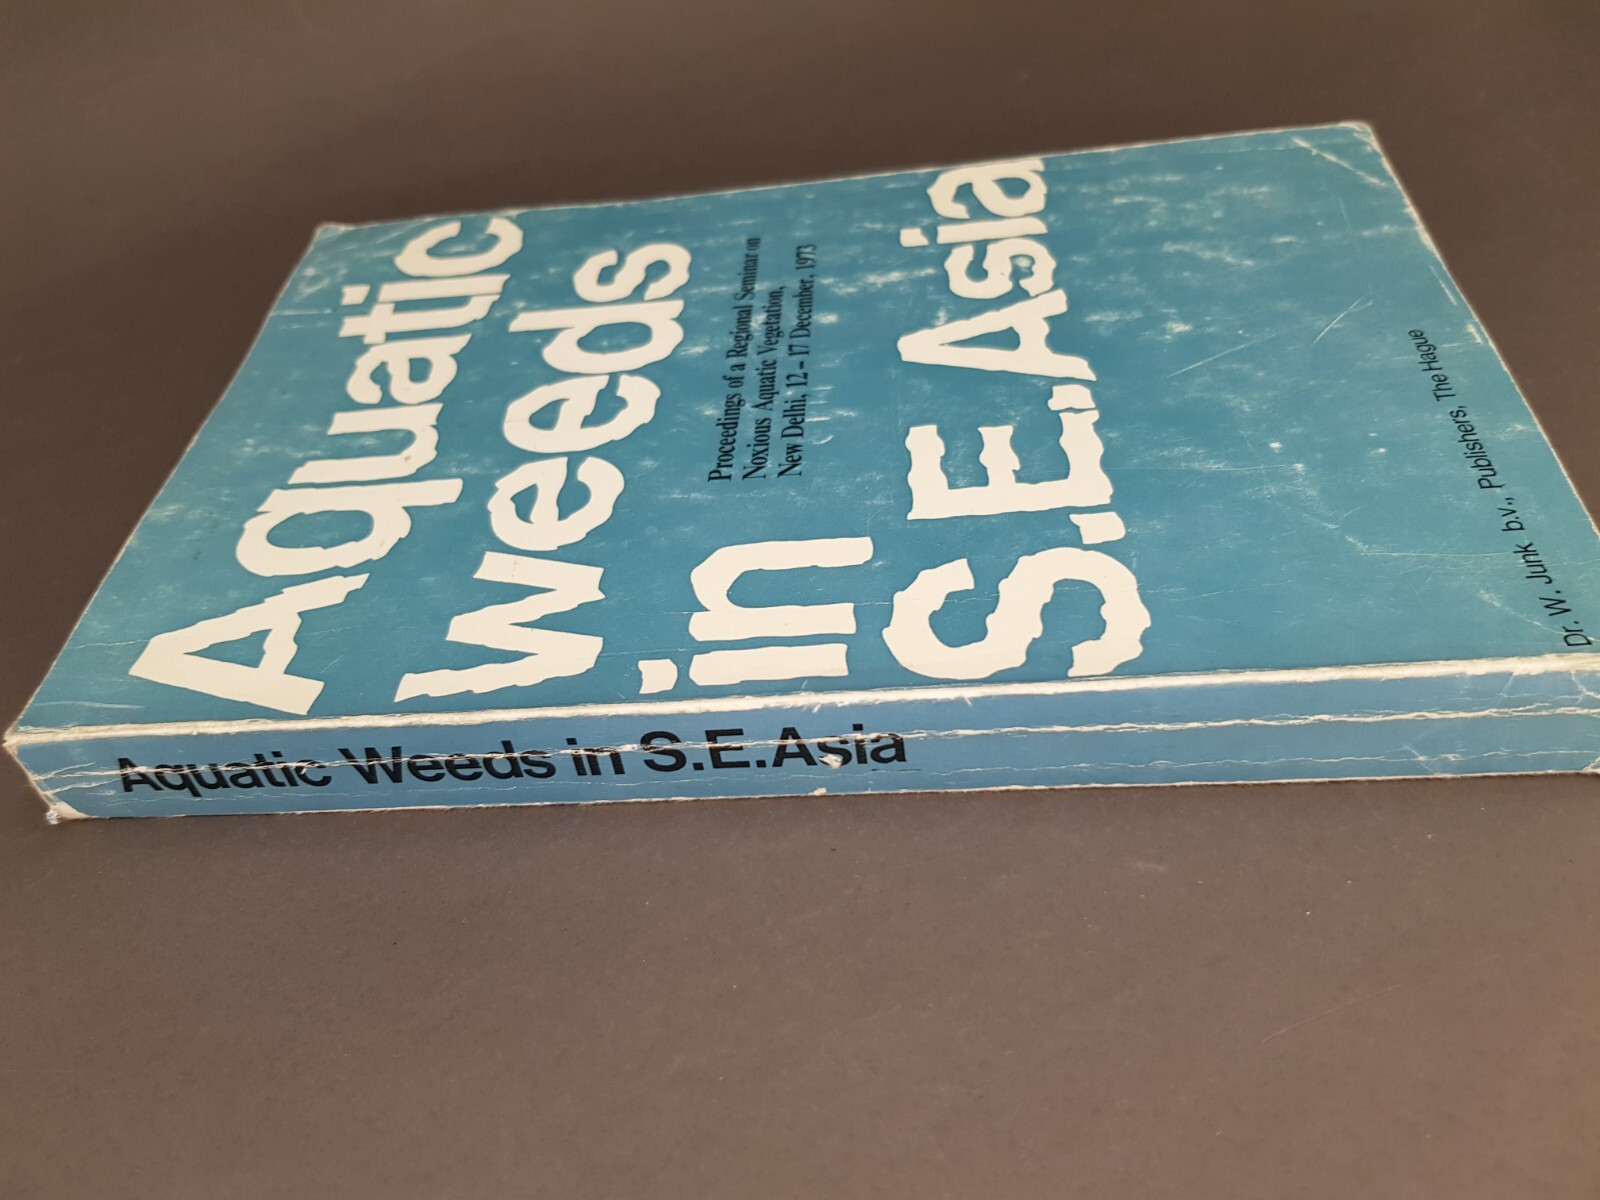 Aquatic
weeds
Proceedings of a Regional Seminar on
Noxious Aquatic Vegetation,
New Delhi, 12 - 17 December, 1973
in
S.E.Asia
Dr. W. Junk b.v., Publishers, The Hague
Aquatic Weeds in S.E.Asia